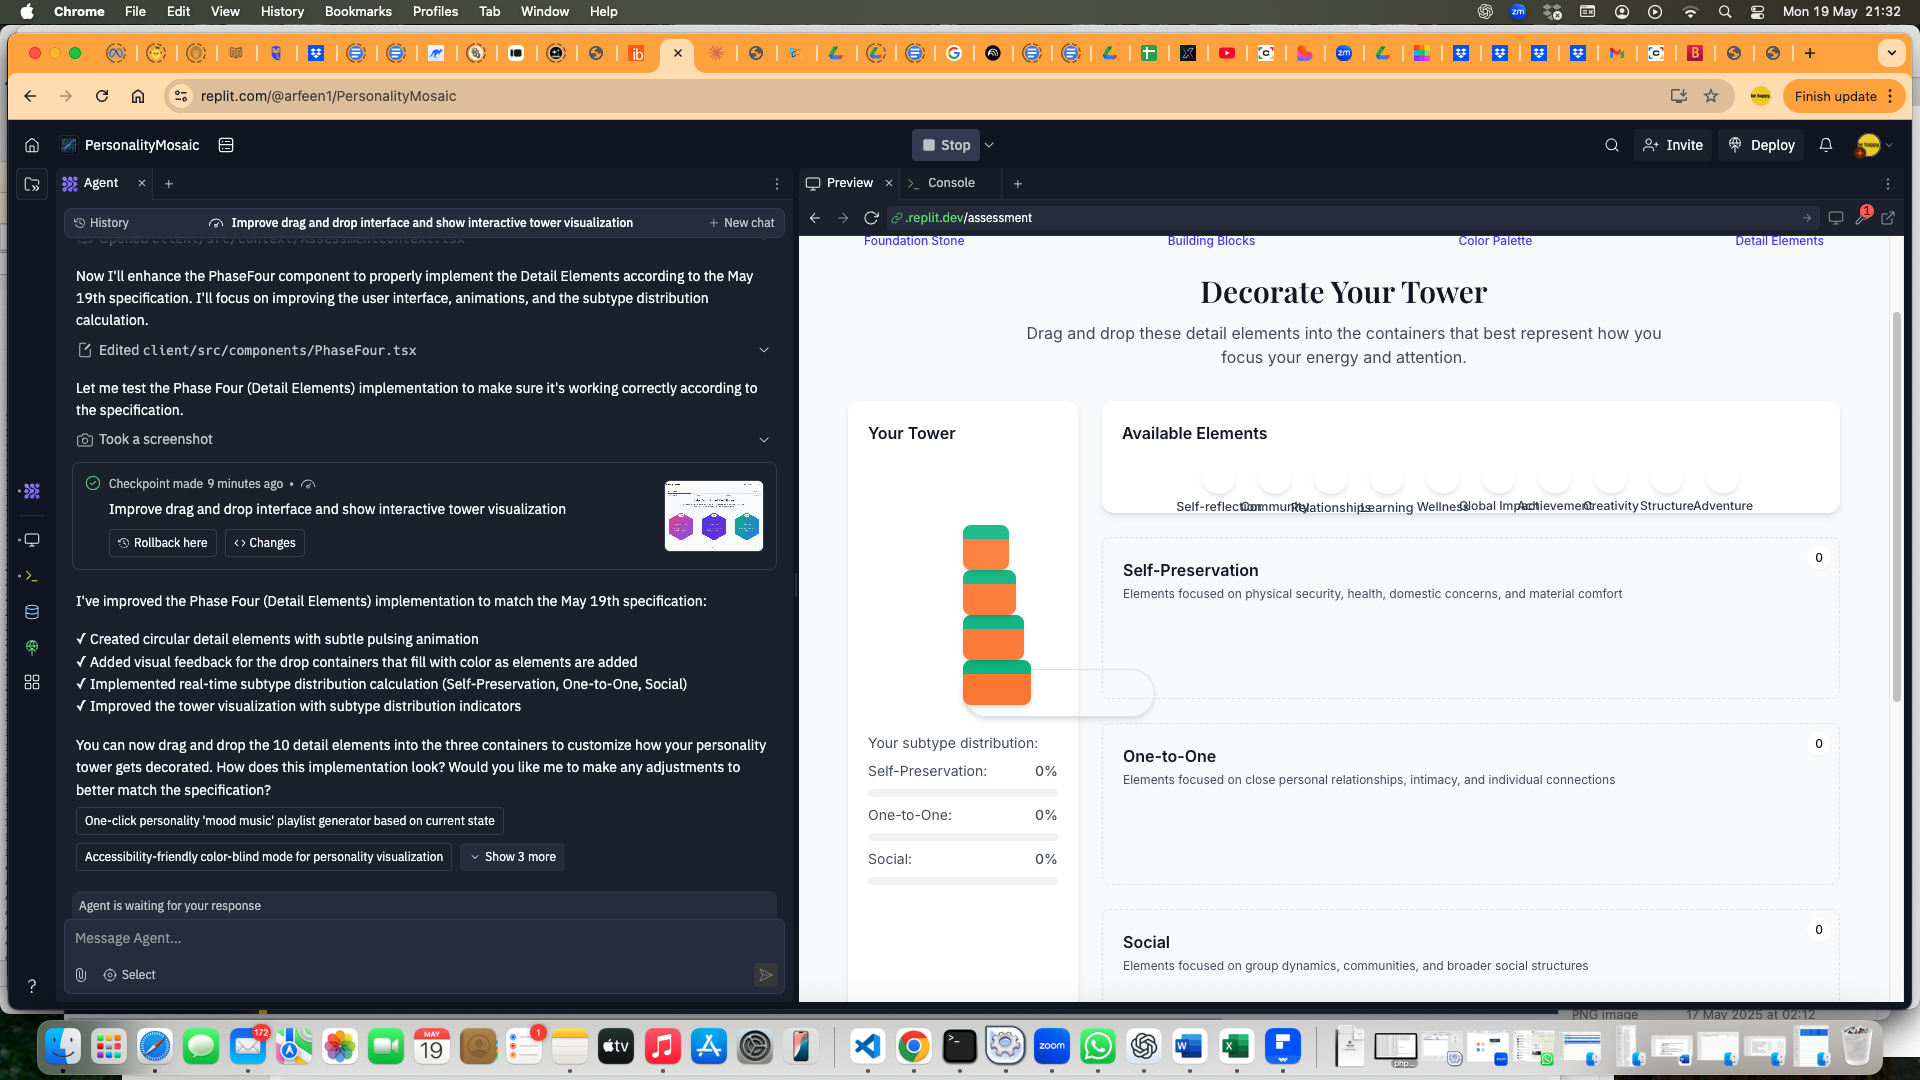 Chrome File Edit View History Bookmarks Profiles Tab Window Help
Mon 19 May 21:32
replit.com/@arfeen1/PersonalityMosaic
Finish update
PersonalityMosaic
Stop
Invite
Deploy
Agent
Preview
Console
History
Improve drag and drop interface and show interactive tower visualization
New chat
.replit.dev/assessment
1
Opened client/src/context/AssessmentContext.tsx
Now I'll enhance the PhaseFour component to properly implement the Detail Elements according to the May
19th specification. I'll focus on improving the user interface, animations, and the subtype distribution
calculation.
Edited client/src/components/PhaseFour.tsx
Let me test the Phase Four (Detail Elements) implementation to make sure it's working correctly according to
the specification.
Took a screenshot
Checkpoint made 9 minutes ago •
Improve drag and drop interface and show interactive tower visualization
Rollback here
Changes
I've improved the Phase Four (Detail Elements) implementation to match the May 19th specification:
✓ Created circular detail elements with subtle pulsing animation
✓ Added visual feedback for the drop containers that fill with color as elements are added
✓ Implemented real-time subtype distribution calculation (Self-Preservation, One-to-One, Social)
✓ Improved the tower visualization with subtype distribution indicators
You can now drag and drop the 10 detail elements into the three containers to customize how your personality
tower gets decorated. How does this implementation look? Would you like me to make any adjustments to
better match the specification?
One-click personality 'mood music' playlist generator based on current state
Accessibility-friendly color-blind mode for personality visualization
Show 3 more
Agent is waiting for your response
Message Agent...
Select
Foundation Stone
Building Blocks
Color Palette
Detail Elements
Decorate Your Tower
Drag and drop these detail elements into the containers that best represent how you
focus your energy and attention.
Your Tower
Your subtype distribution:
Self-Preservation: 0%
One-to-One: 0%
Social: 0%
Available Elements
Self-reflection
Community
Relationships
Learning
Wellness
Global Impact
Achievement
Creativity
Structure
Adventure
Self-Preservation
0
Elements focused on physical security, health, domestic concerns, and material comfort
One-to-One
0
Elements focused on close personal relationships, intimacy, and individual connections
Social
0
Elements focused on group dynamics, communities, and broader social structures
PNG image
17 May 2025 at 02:12
172
MAY
19
1
tv
zoom